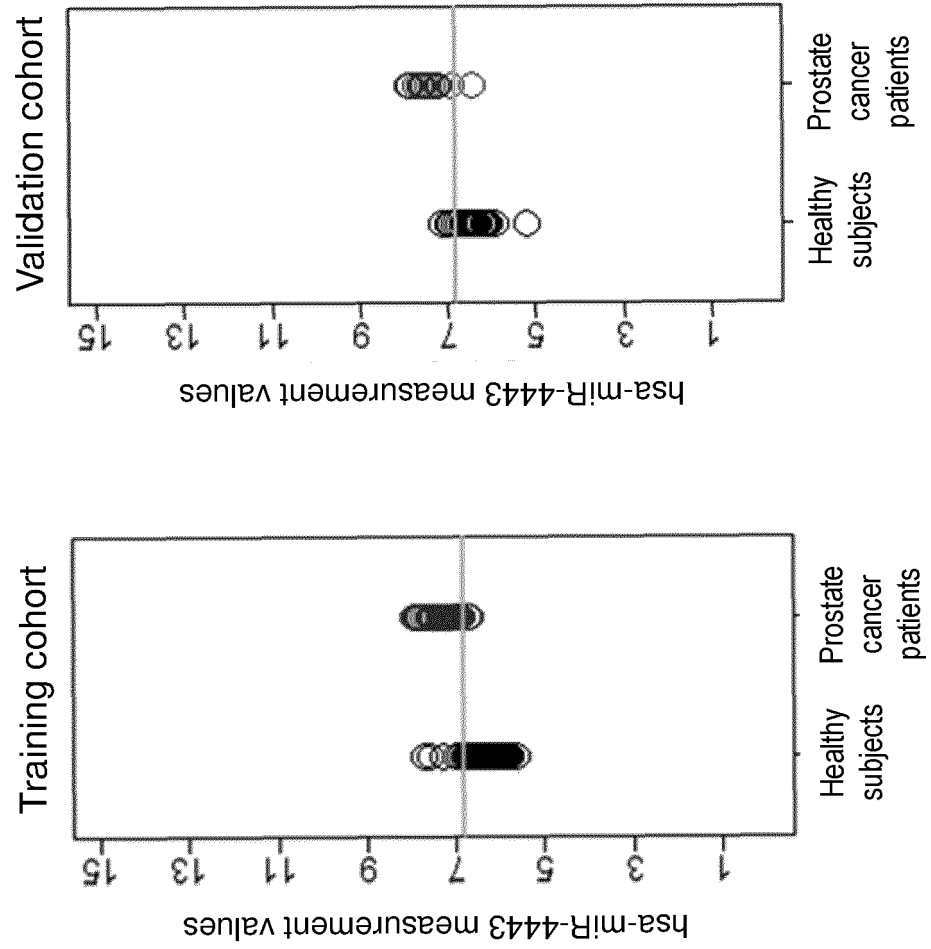 Training cohort
hsa-miR-4443 measurement values
15
13
11
9
7
5
3
1
Healthy
subjects
Prostate
cancer
patients
Validation cohort
hsa-miR-4443 measurement values
15
13
11
9
7
5
3
1
Healthy
subjects
Prostate
cancer
patients